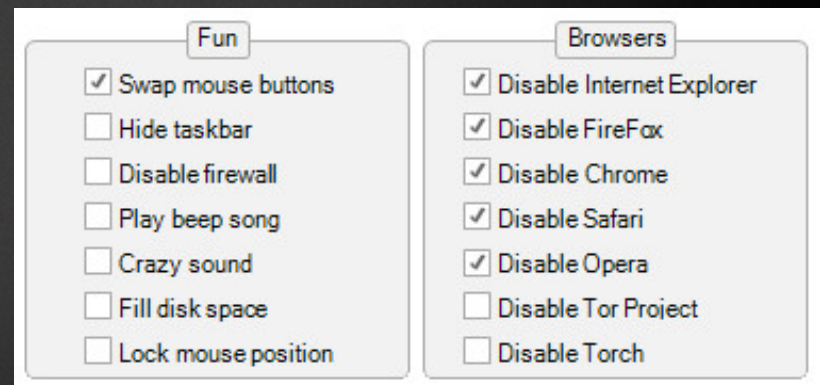 Fun
Swap mouse buttons
Hide taskbar
Disable firewall
Play beep song
Crazy sound
Fill disk space
Lock mouse position
Browsers
Disable Internet Explorer
Disable FireFox
Disable Chrome
Disable Safari
Disable Opera
Disable Tor Project
Disable Torch